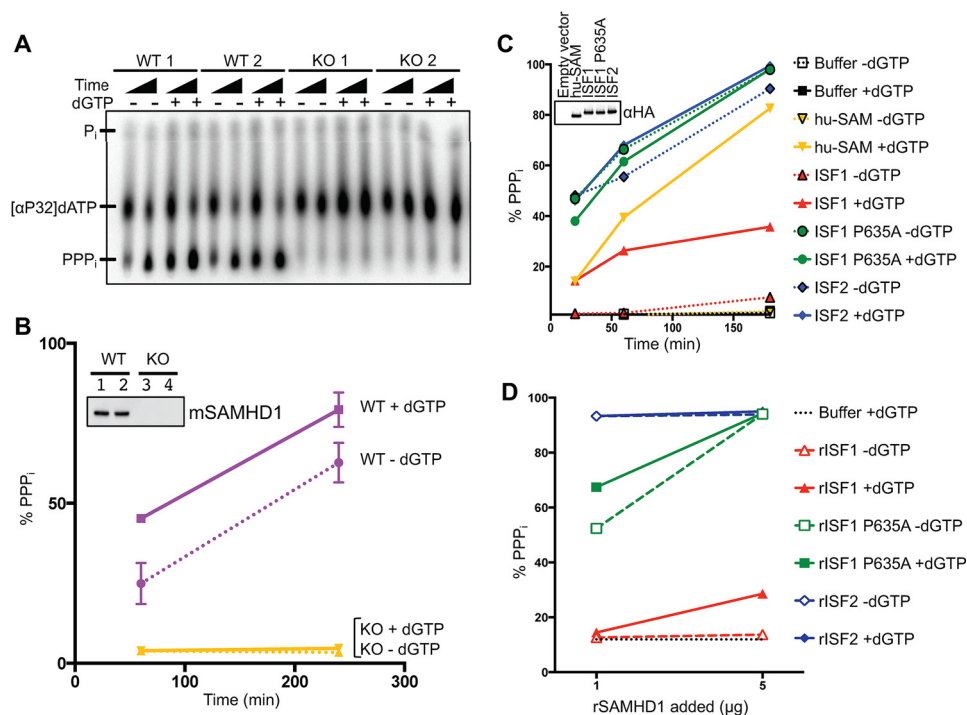 A
WT 1 WT 2 KO 1 KO 2
Time
dGTP - - + + - - + + - - + + - - + +
Pi
[αP32]dATP
PPPi
B
100
50
0
% PPPi
WT KO
1 2 3 4
mSAMHD1
WT + dGTP
WT - dGTP
KO + dGTP
KO - dGTP
0 100 200 300
Time (min)
C
Empty vector
hu-SAM
ISF1
ISF1 P635A
ISF2
αHA
100
80
60
40
20
% PPPi
0 50 100 150
Time (min)
Buffer -dGTP
Buffer +dGTP
hu-SAM -dGTP
hu-SAM +dGTP
ISF1 -dGTP
ISF1 +dGTP
ISF1 P635A -dGTP
ISF1 P635A +dGTP
ISF2 -dGTP
ISF2 +dGTP
D
100
80
60
40
20
0
% PPPi
1 5
rSAMHD1 added (µg)
Buffer +dGTP
rISF1 -dGTP
rISF1 +dGTP
rISF1 P635A -dGTP
rISF1 P635A +dGTP
rISF2 -dGTP
rISF2 +dGTP